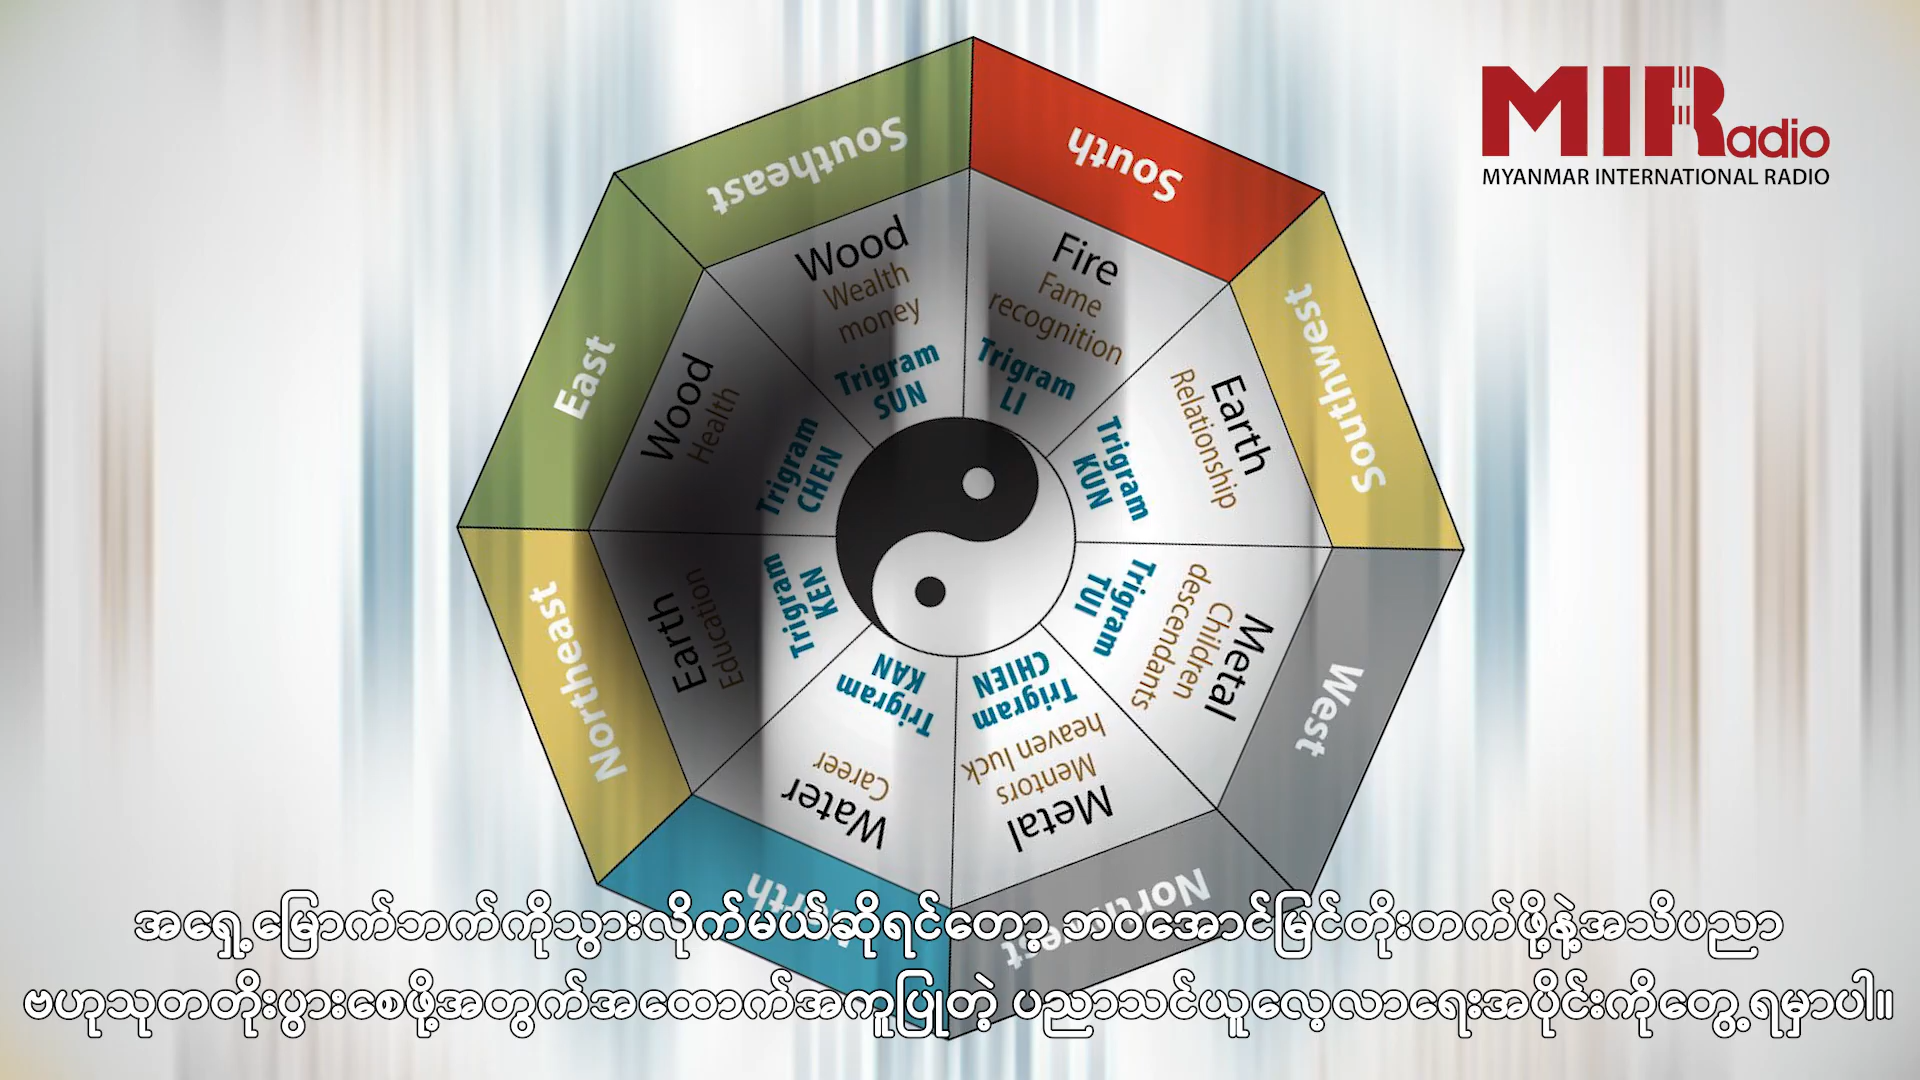 MIRadio
MYANMAR INTERNATIONAL RADIO
Southeast
Wood
Wealth
money
Trigram
SUN
South
Fire
Fame
recognition
Trigram
LI
Southwest
Earth
Relationship
Trigram
KUN
West
Metal
Children
descendants
Trigram
TUI
Northwest
Metal
Mentors
heaven luck
Trigram
CHIEN
North
Water
Career
Trigram
KAN
Northeast
Earth
Education
Trigram
KEN
East
Wood
Health
Trigram
CHEN
အရှေ့မြောက်ဘက်ကိုသွားလိုက်မယ်ဆိုရင်တော့ ဘဝအောင်မြင်တိုးတက်ဖို့နဲ့အသိပညာ
ဗဟုသုတတိုးပွားစေဖို့အတွက်အထောက်အကူပြုတဲ့ ပညာသင်ယူလေ့လာရေးအပိုင်းကိုတွေ့ရမှာပါ။